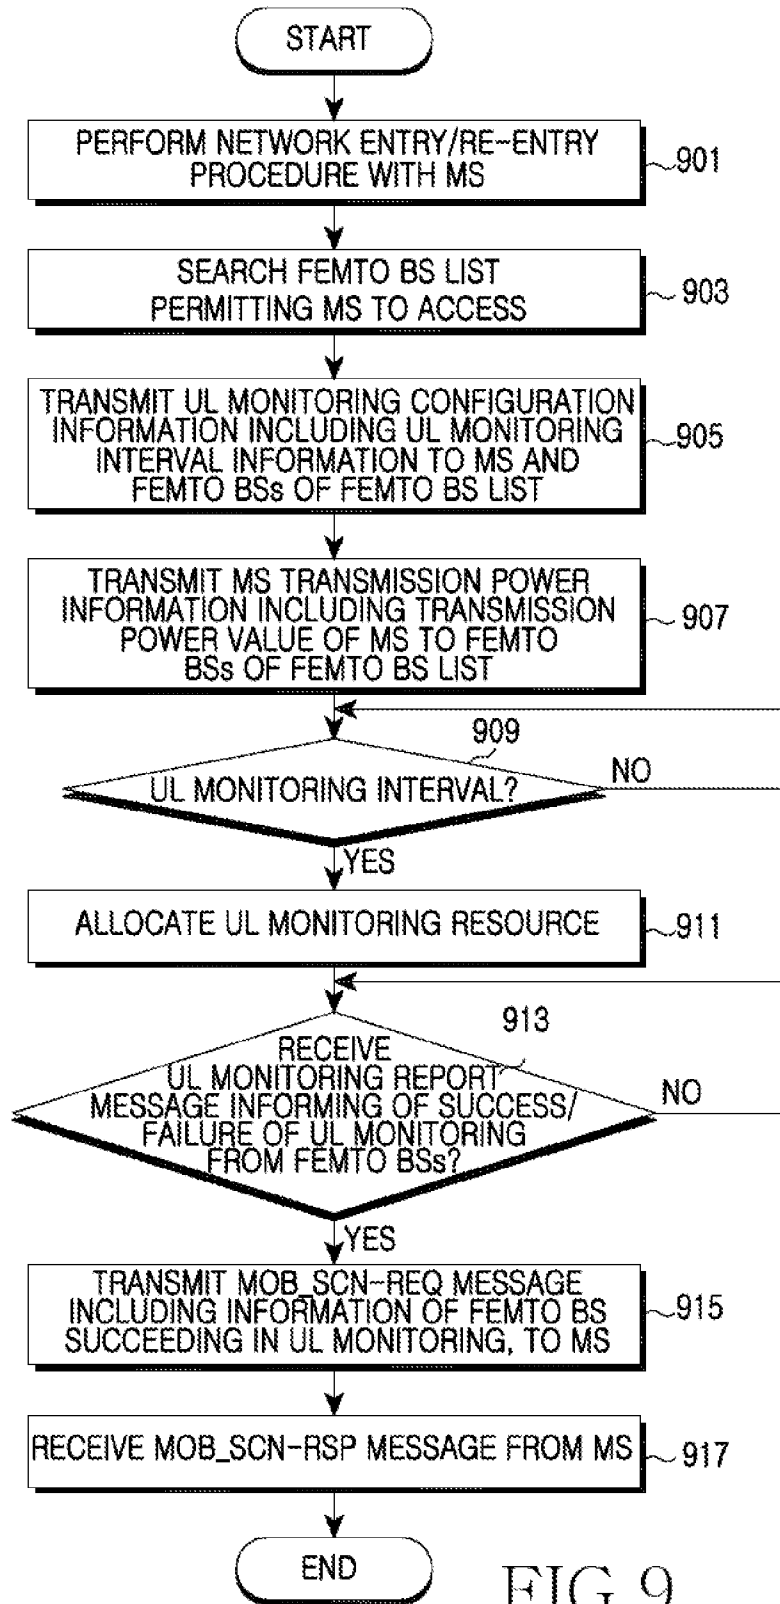 START
PERFORM NETWORK ENTRY/RE-ENTRY
PROCEDURE WITH MS
901
SEARCH FEMTO BS LIST
PERMITTING MS TO ACCESS
903
TRANSMIT UL MONITORING CONFIGURATION
INFORMATION INCLUDING UL MONITORING
INTERVAL INFORMATION TO MS AND
FEMTO BSs OF FEMTO BS LIST
905
TRANSMIT MS TRANSMISSION POWER
INFORMATION INCLUDING TRANSMISSION
POWER VALUE OF MS TO FEMTO
BSs OF FEMTO BS LIST
907
909
UL MONITORING INTERVAL?
NO
YES
ALLOCATE UL MONITORING RESOURCE
911
913
RECEIVE
UL MONITORING REPORT
MESSAGE INFORMING OF SUCCESS/
FAILURE OF UL MONITORING
FROM FEMTO BSs?
NO
YES
TRANSMIT MOB_SCN-REQ MESSAGE
INCLUDING INFORMATION OF FEMTO BS
SUCCEEDING IN UL MONITORING, TO MS
915
RECEIVE MOB_SCN-RSP MESSAGE FROM MS
917
END
FIG.9